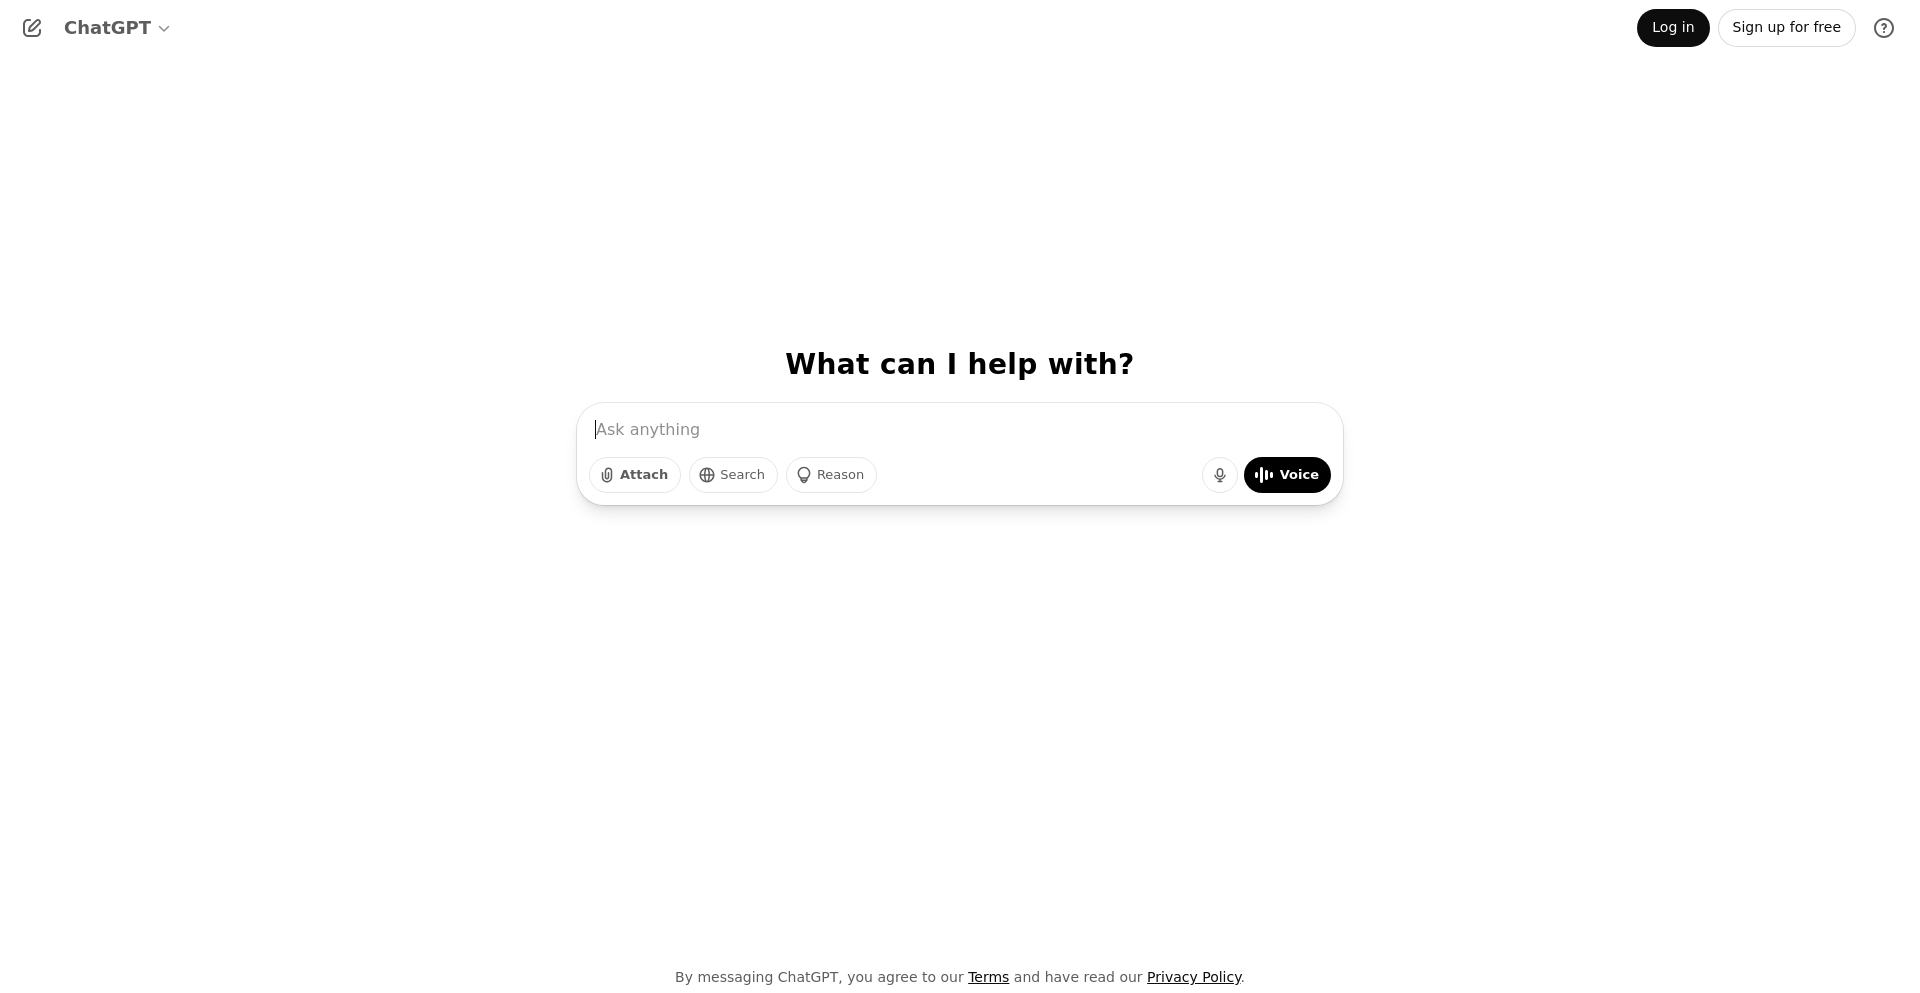 ChatGPT
Log in
Sign up for free
What can I help with?
Ask anything
Attach
Search
Reason
Voice
By messaging ChatGPT, you agree to our Terms and have read our Privacy Policy.